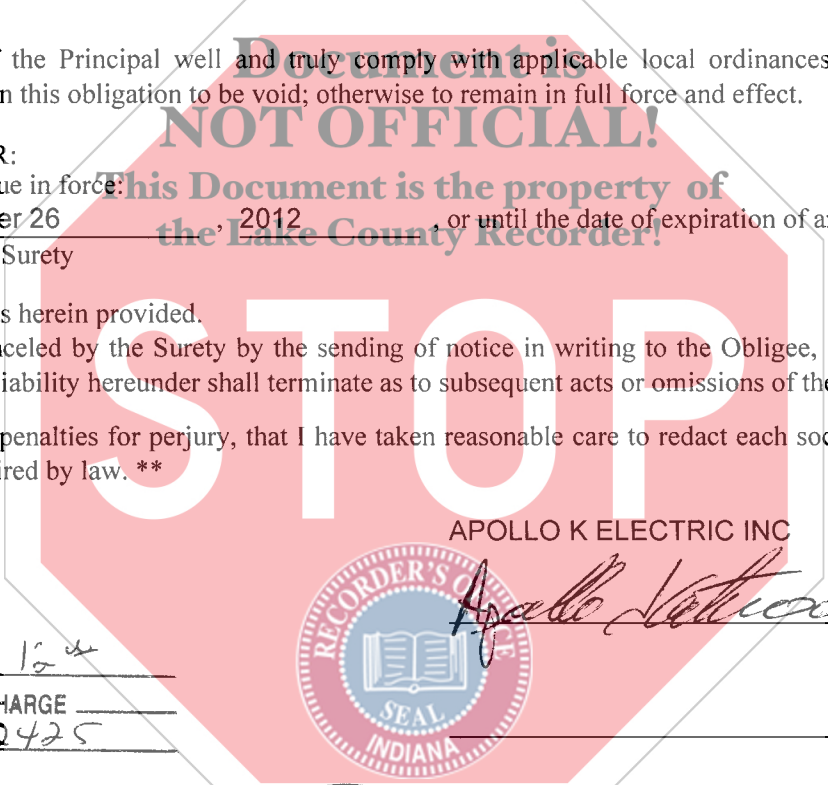 f the Principal well and truly comply with applicable local ordinances
Document is
n this obligation to be void; otherwise to remain in full force and effect.
NOT OFFICIAL!
R:
ue in force:
This Document is the property of
er 26 , 2012 , or until the date of expiration of a
the Lake County Recorder!
Surety
s herein provided.
STOP
celed by the Surety by the sending of notice in writing to the Obligee,
iability hereunder shall terminate as to subsequent acts or omissions of the
penalties for perjury, that I have taken reasonable care to redact each soc
ired by law. **
APOLLO K ELECTRIC INC
Apollo
RECORDER'S OFFICE
SEAL
INDIANA
HARGE
2425